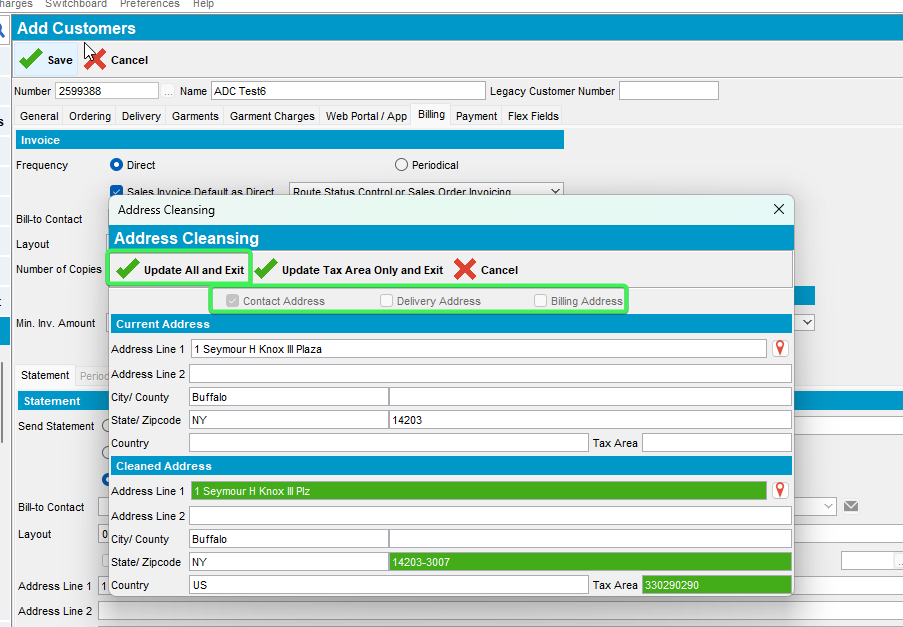 harges Switchboard Preferences Help
Add Customers
Save Cancel
Number 2599388 ... Name ADC Test6 Legacy Customer Number
General Ordering Delivery Garments Garment Charges Web Portal / App Billing Payment Flex Fields
Invoice
Frequency Direct Periodical
Sales Invoice Default as Direct Route Status Control or Sales Order Invoicing
Bill-to Contact
Layout
Number of Copies
Min. Inv. Amount
Statement Period
Statement
Send Statement
Bill-to Contact
Layout 0
Address Line 1 1
Address Line 2
Address Cleansing
Address Cleansing
Update All and Exit Update Tax Area Only and Exit Cancel
Contact Address Delivery Address Billing Address
Current Address
Address Line 1 1 Seymour H Knox III Plaza
Address Line 2
City/ County Buffalo
State/ Zipcode NY 14203
Country Tax Area
Cleaned Address
Address Line 1 1 Seymour H Knox III Plz
Address Line 2
City/ County Buffalo
State/ Zipcode NY 14203-3007
Country US Tax Area 330290290